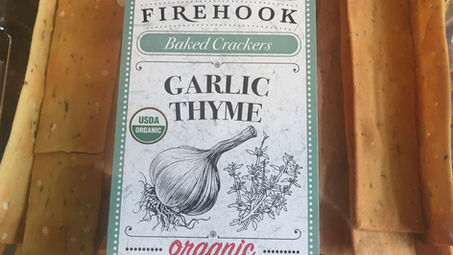 FIREHOOK
Baked Crackers
GARLIC
THYME
USDA
ORGANIC
organic